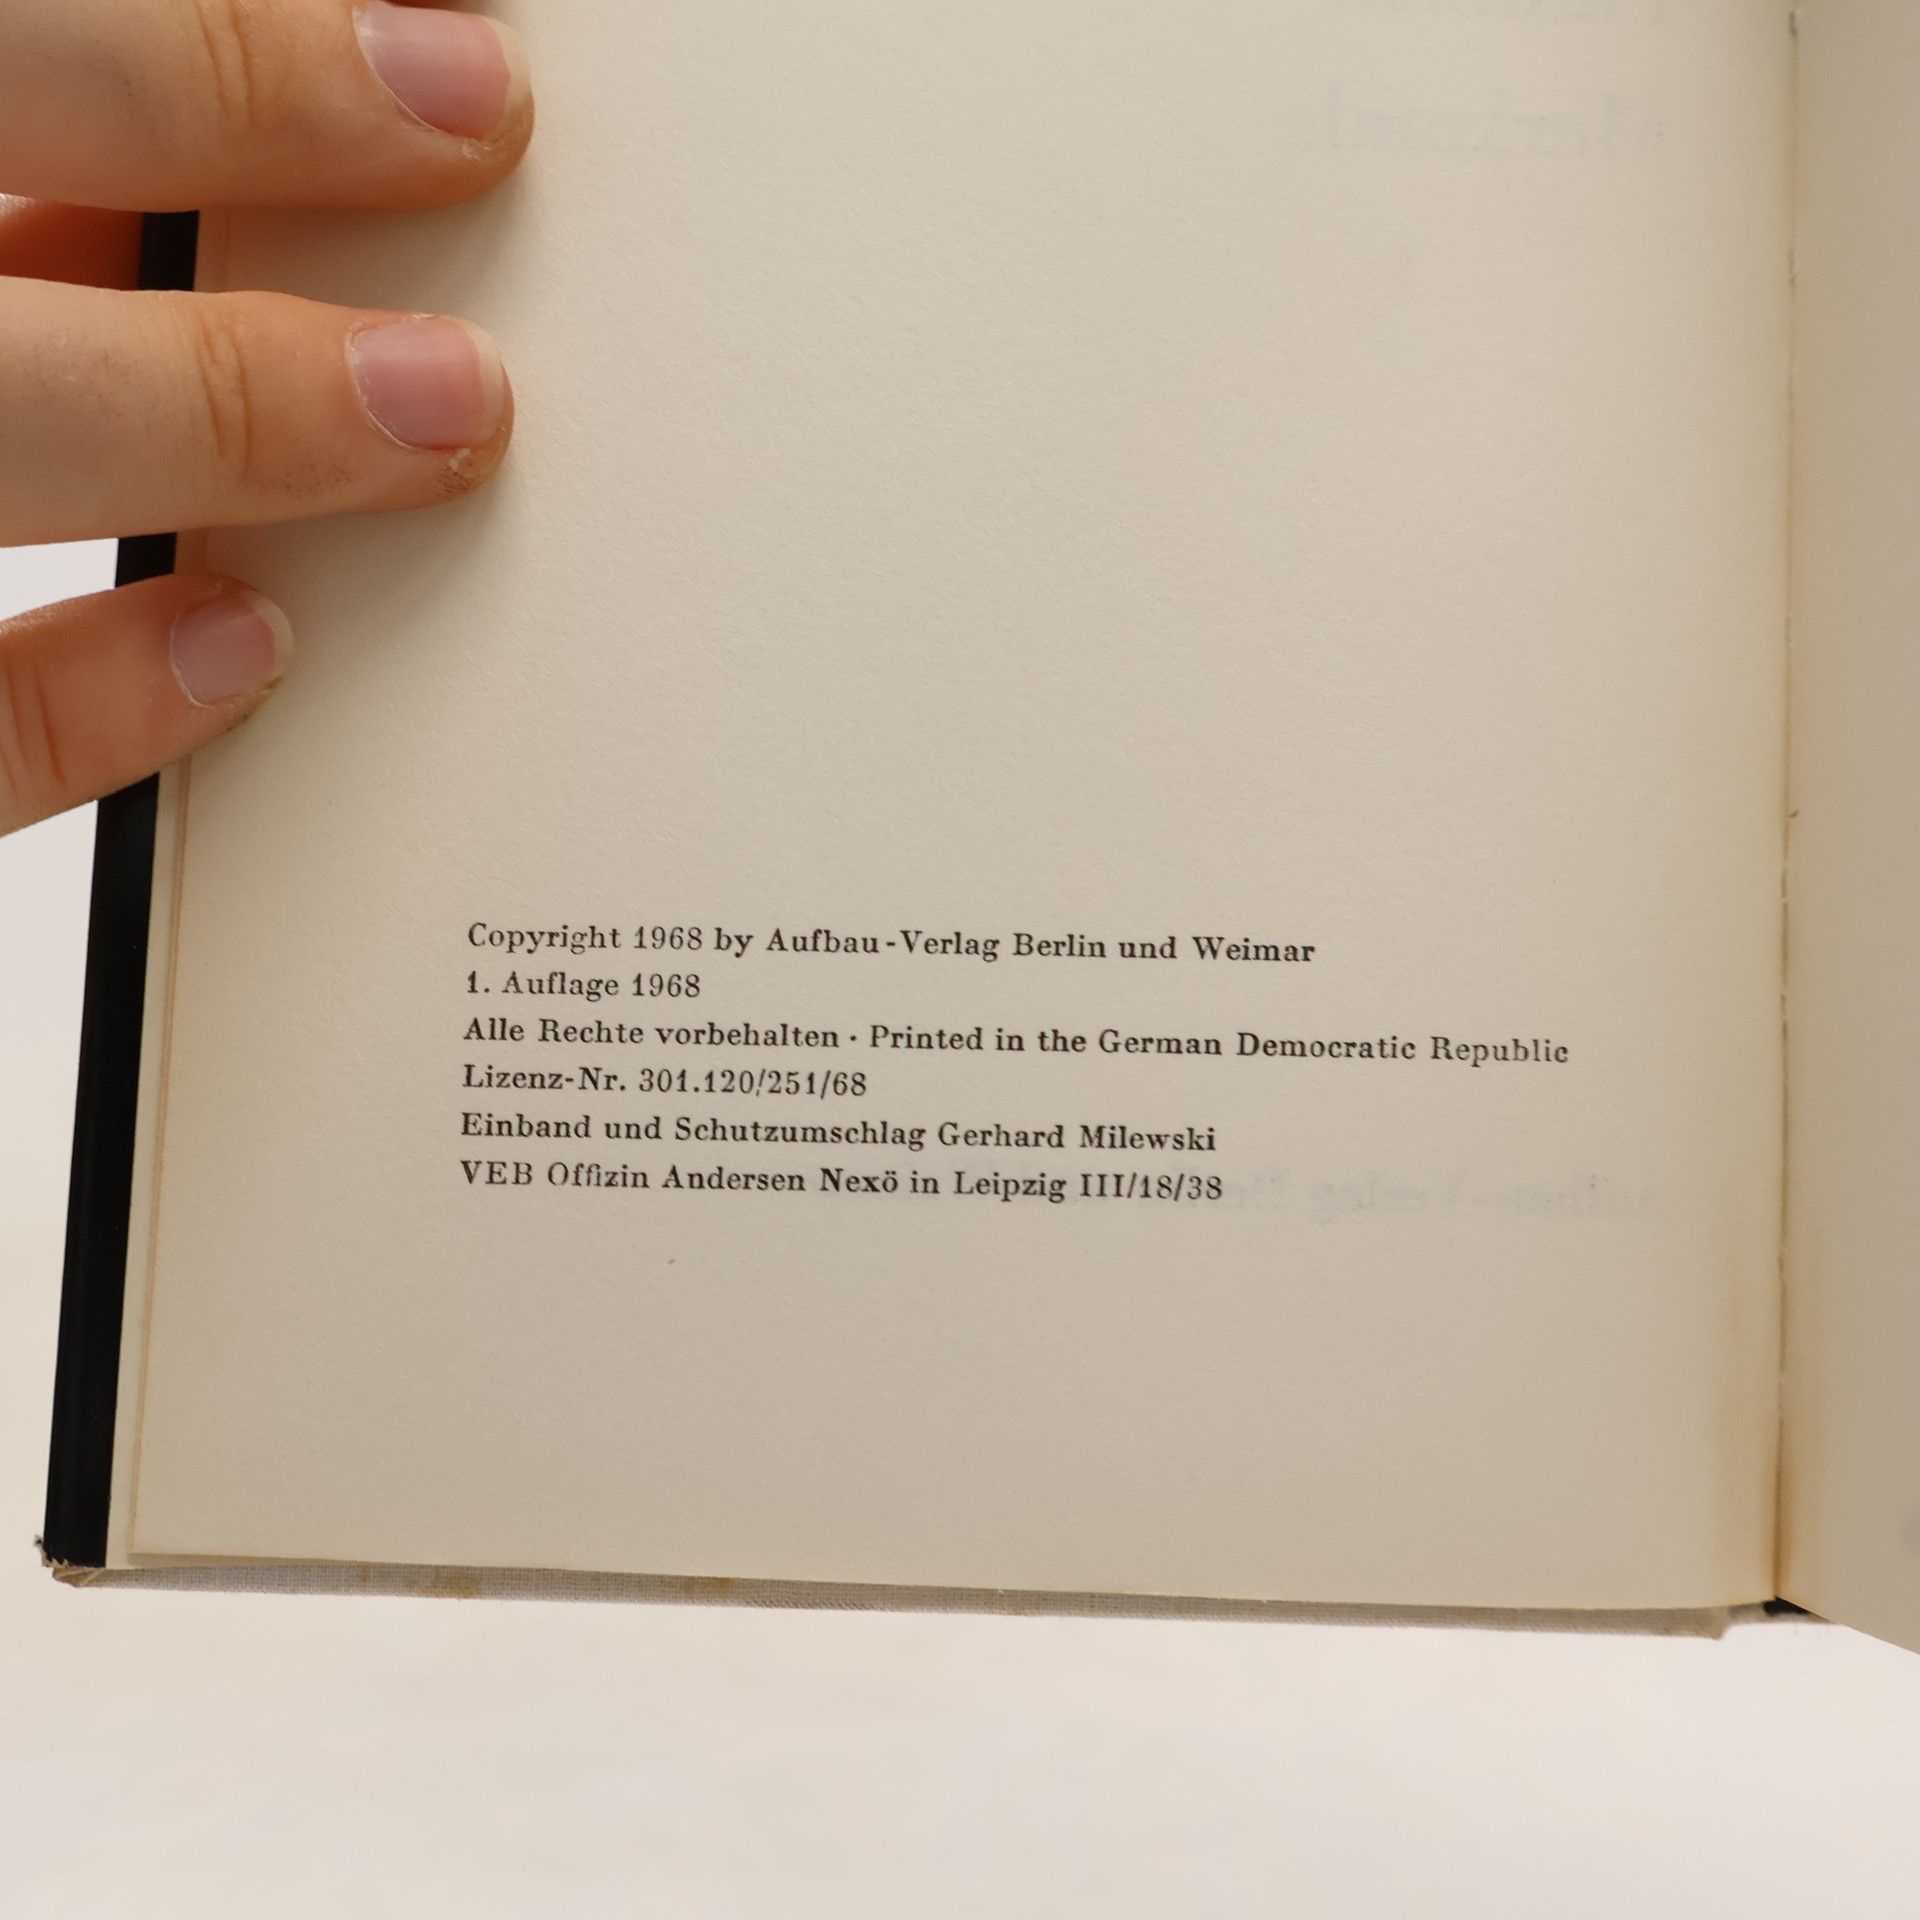 Copyright 1968 by Aufbau-Verlag Berlin und Weimar
1. Auflage 1968
Alle Rechte vorbehalten · Printed in the German Democratic Republic
Lizenz-Nr. 301.120/251/68
Einband und Schutzumschlag Gerhard Milewski
VEB Offizin Andersen Nexö in Leipzig III/18/38